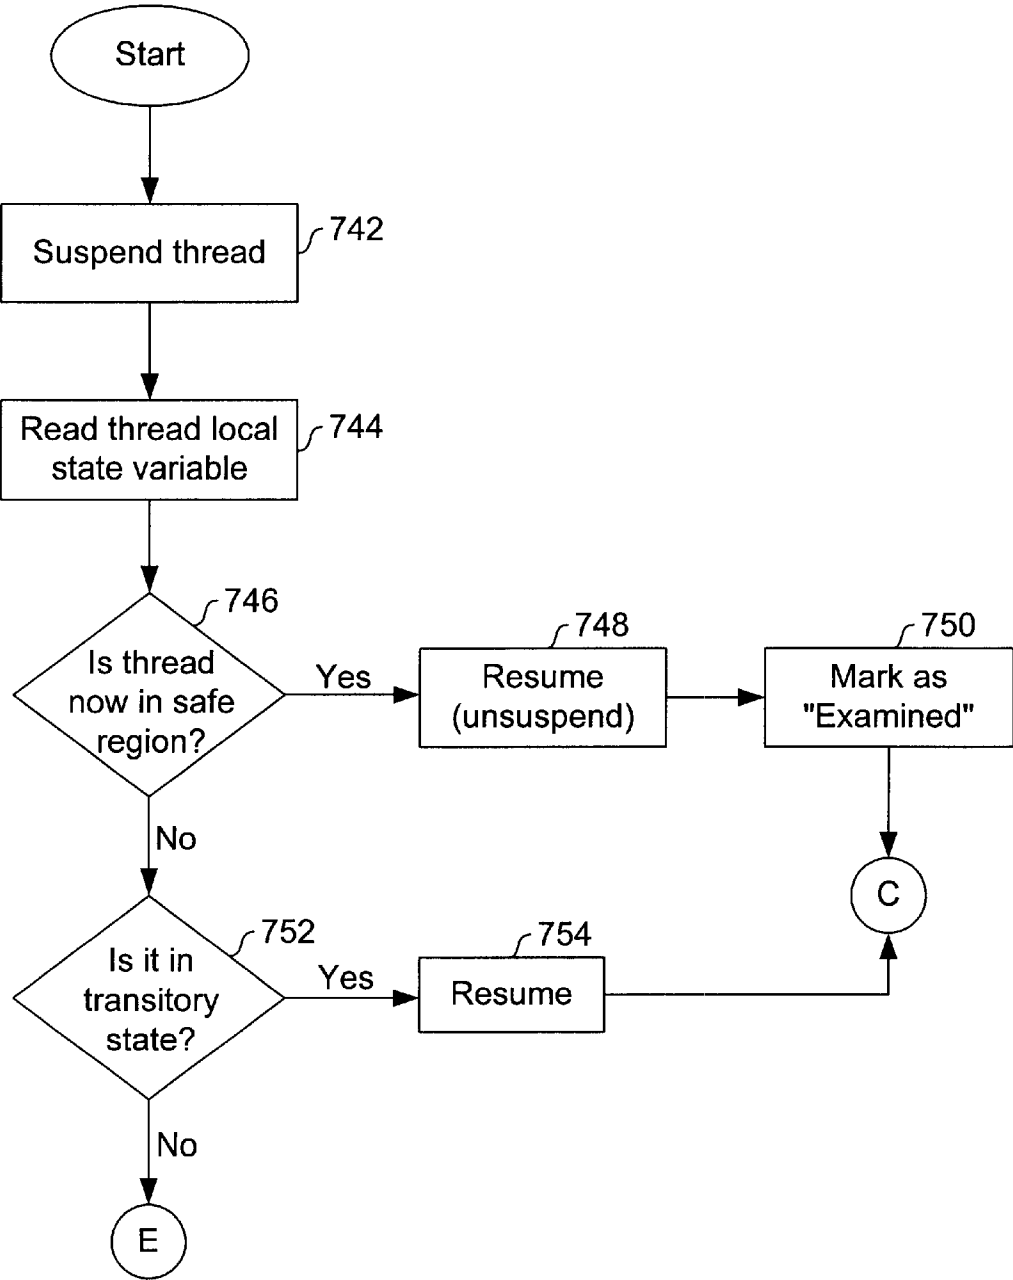 Start
742
Suspend thread
744
Read thread local
state variable
746
Is thread
now in safe
region?
Yes
748
Resume
(unsuspend)
750
Mark as
"Examined"
No
C
752
Is it in
transitory
state?
Yes
754
Resume
No
E